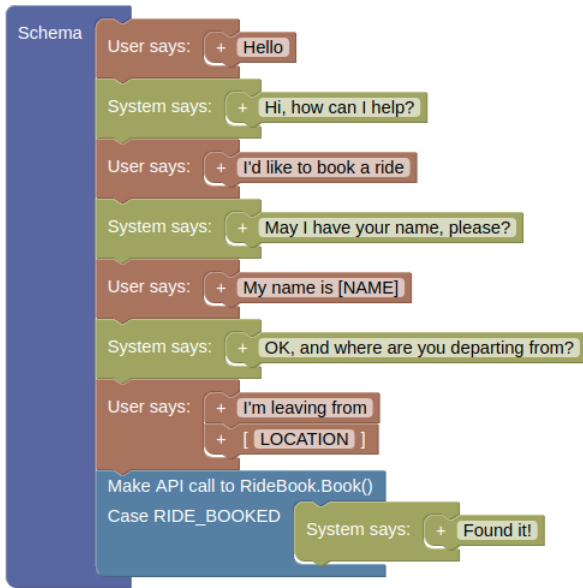 Schema
User says: + Hello
System says: + Hi, how can I help?
User says: + I'd like to book a ride
System says: + May I have your name, please?
User says: + My name is [NAME]
System says: + OK, and where are you departing from?
User says: + I'm leaving from
+ [ LOCATION ]
Make API call to RideBook.Book()
Case RIDE_BOOKED
System says: + Found it!